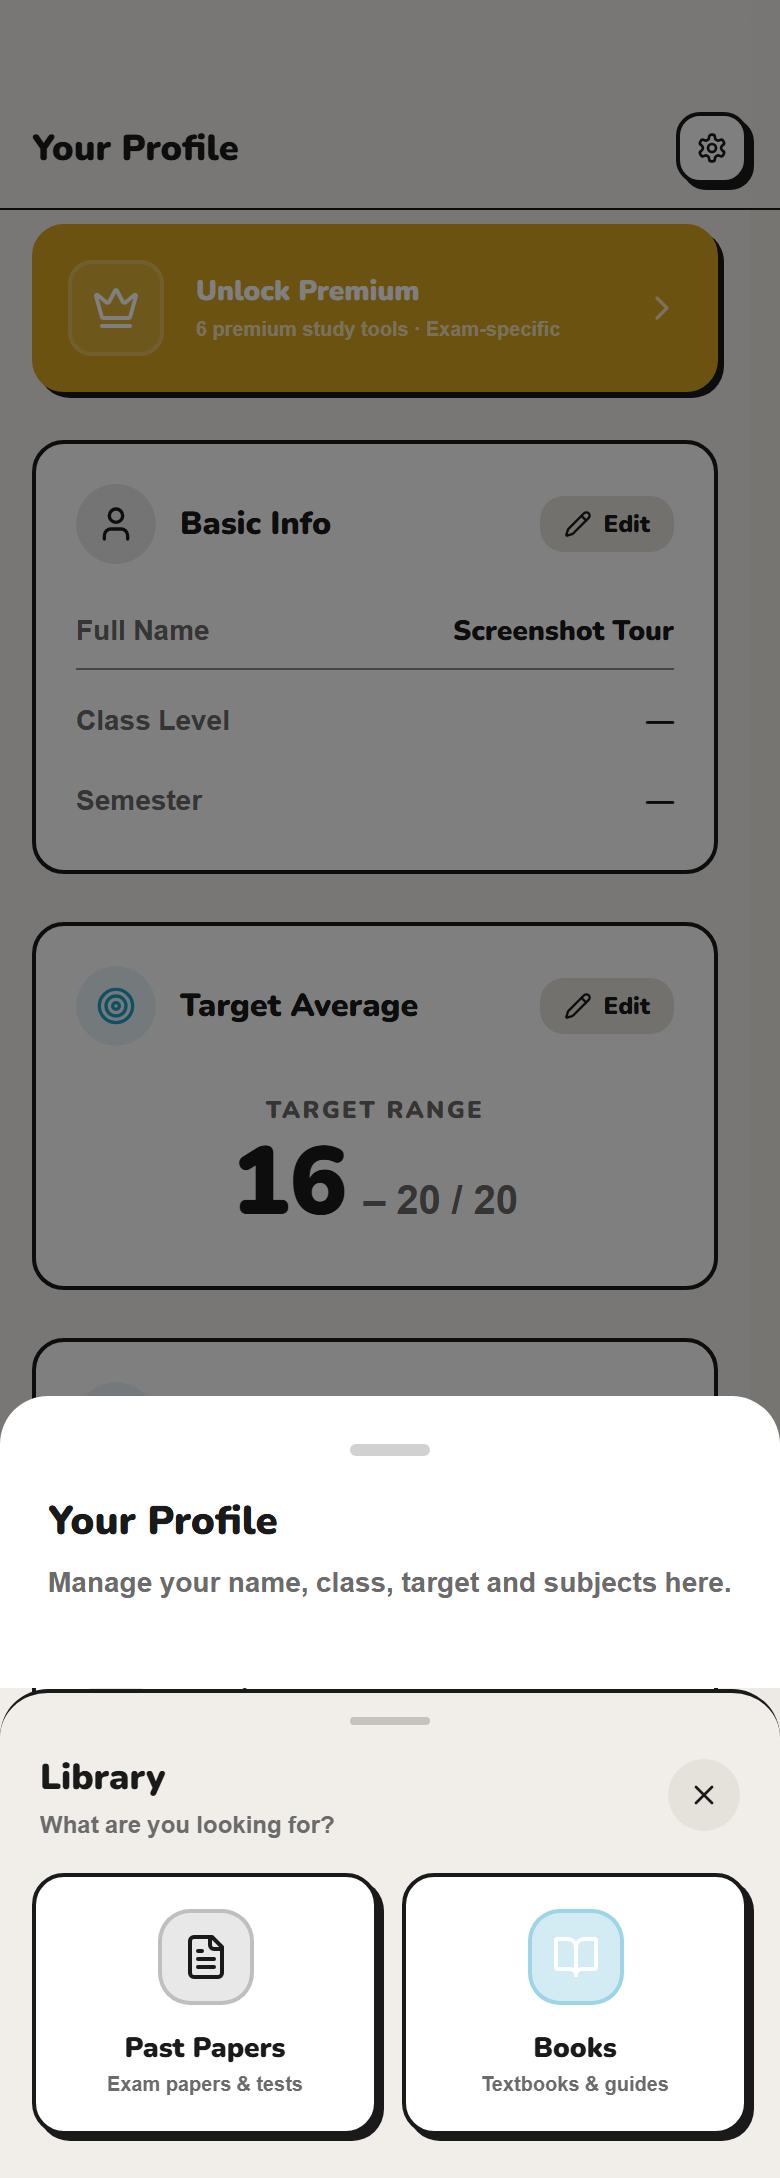 Your Profile
Unlock Premium
6 premium study tools · Exam-specific
Basic Info
Edit
Full Name
Screenshot Tour
Class Level
—
Semester
—
Target Average
Edit
TARGET RANGE
16 – 20 / 20
Your Profile
Manage your name, class, target and subjects here.
Library
What are you looking for?
Past Papers
Exam papers & tests
Books
Textbooks & guides